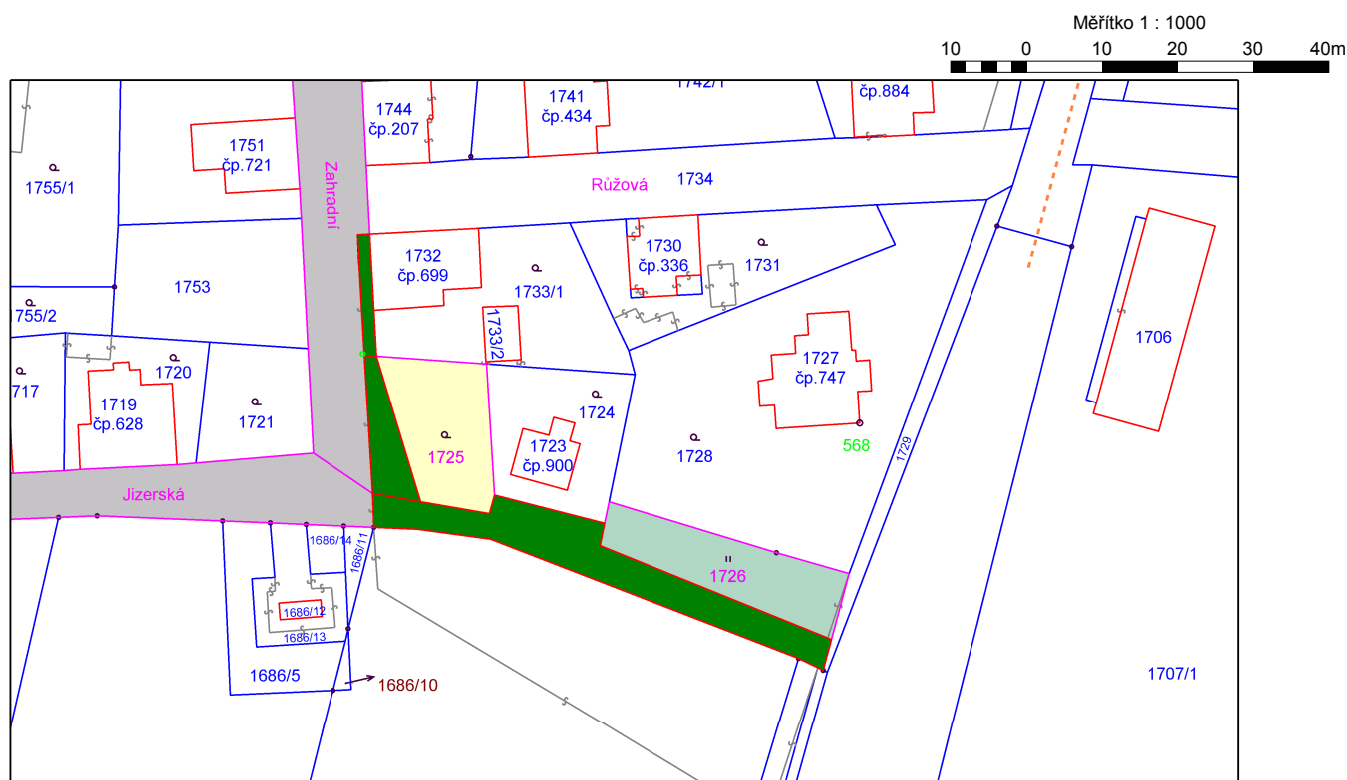 Měřítko 1 : 1000
10 0 10 20 30 40m
1744
čp.207
1741
čp.434
1742/1
čp.884
1751
čp.721
Zahradní
1755/1
Růžová
1734
1732
čp.699
1733/1
1730
čp.336
1731
1753
755/2
1733/2
1706
1727
čp.747
1720
717
1719
čp.628
1721
1724
1725
1723
čp.900
1728
568
1729
Jizerská
1686/14
1686/11
1726
1686/12
1686/13
1686/5
1686/10
1707/1